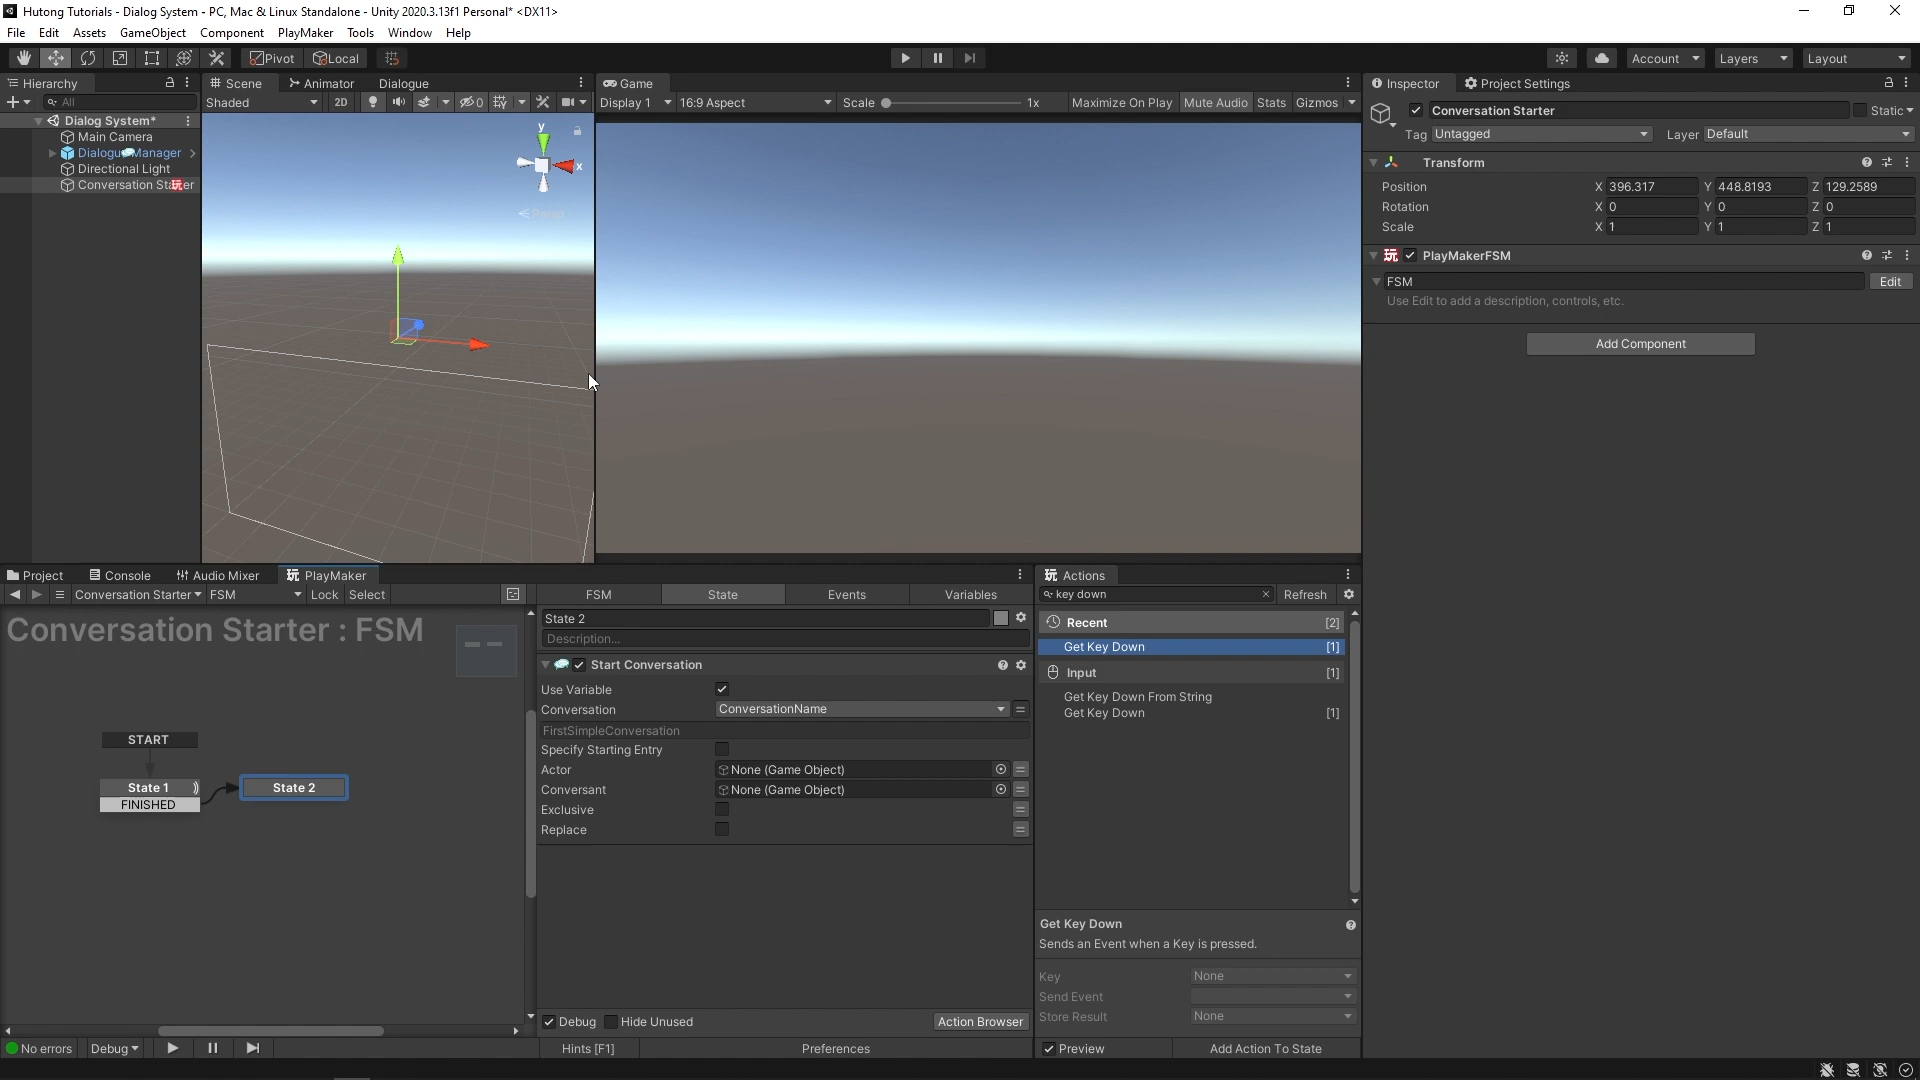 Hutong Tutorials - Dialog System - PC, Mac & Linux Standalone - Unity 2020.3.13f1 Personal* <DX11>
File Edit Assets GameObject Component PlayMaker Tools Window Help
Pivot Local Account Layers Layout
Hierarchy Scene Animator Dialogue Game Inspector Project Settings
All Shaded 2D 0 Display 1 16:9 Aspect Scale 1x Maximize On Play Mute Audio Stats Gizmos
Conversation Starter Static
Tag Untagged Layer Default
Dialog System*
Main Camera
Manager
Directional Light
y
x
Persp
Transform
Position X 396.317 Y 448.8193 Z 129.2589
Rotation X 0 Y 0 Z 0
Scale X 1 Y 1 Z 1
玩 PlayMakerFSM
FSM Edit
Use Edit to add a description, controls, etc.
Add Component
Project Console Audio Mixer 玩 PlayMaker
Conversation Starter FSM Lock Select
Conversation Starter : FSM
START
State 1
FINISHED
State 2
No errors Debug
FSM State Events Variables
State 2
Description...
Start Conversation
Use Variable
Conversation ConversationName
FirstSimpleConversation
Specify Starting Entry
Actor None (Game Object)
Conversant None (Game Object)
Exclusive
Replace
Debug Hide Unused Action Browser
Hints [F1] Preferences
玩 Actions
key down Refresh
Recent [2]
Get Key Down [1]
Input [1]
Get Key Down From String
Get Key Down [1]
Get Key Down
Sends an Event when a Key is pressed.
Key None
Send Event
Store Result None
Preview Add Action To State